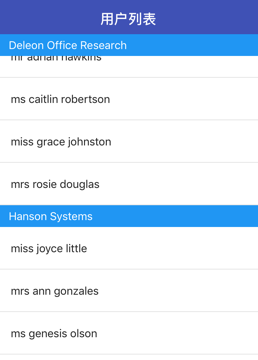 用户列表
Deleon Office Research
mr adrian hawkins
ms caitlin robertson
miss grace johnston
mrs rosie douglas
Hanson Systems
miss joyce little
mrs ann gonzales
ms genesis olson